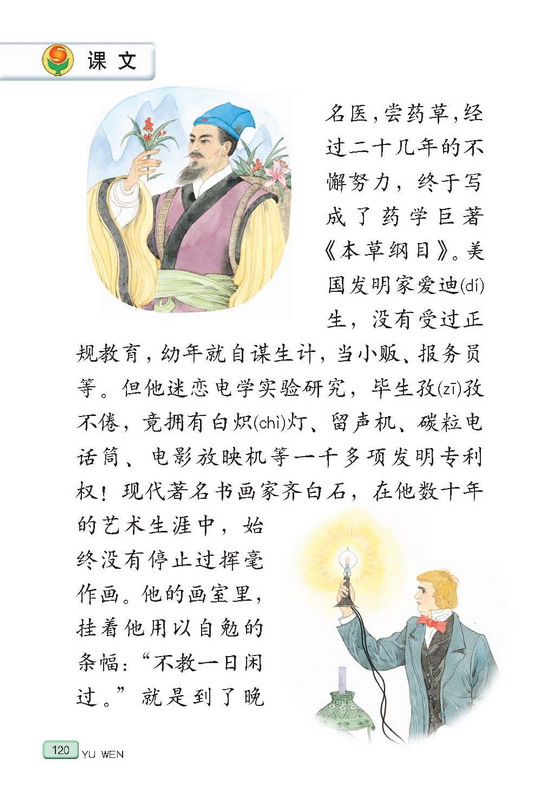 课文
名医，尝药草，经
过二十几年的不
懈努力，终于写
成了药学巨著
《本草纲目》。美
国发明家爱迪(dí)
生，没有受过正
规教育，幼年就自谋生计，当小贩、报务员
等。但他迷恋电学实验研究，毕生孜(zī)孜
不倦，竟拥有白炽(chì)灯、留声机、碳粒电
话筒、电影放映机等一千多项发明专利
权！现代著名书画家齐白石，在他数十年
的艺术生涯中，始
终没有停止过挥毫
作画。他的画室里，
挂着他用以自勉的
条幅：“不教一日闲
过。”就是到了晚
120 YU WEN